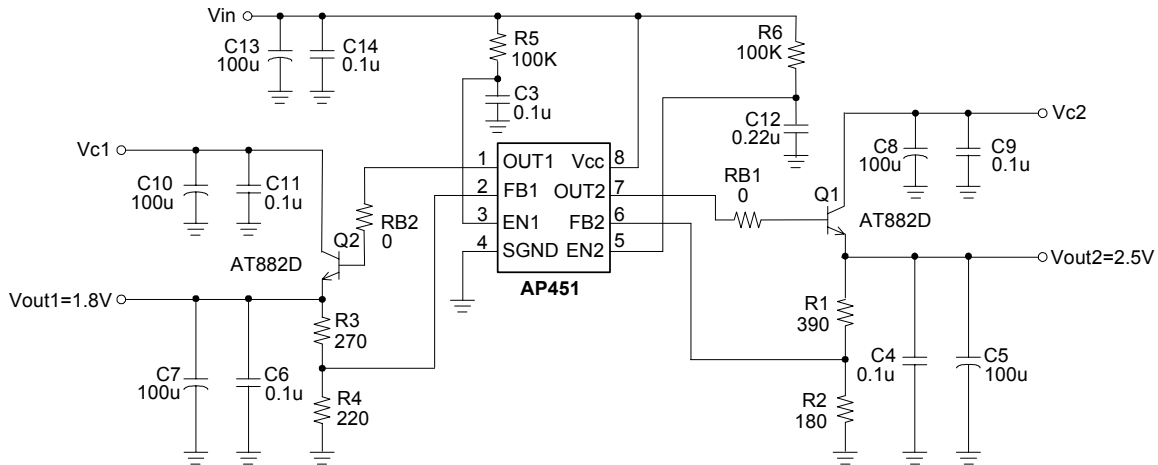 Vin
C13
100u
C14
0.1u
R5
100K
R6
100K
C3
0.1u
C12
0.22u
Vc1
C10
100u
C11
0.1u
Vc2
C8
100u
C9
0.1u
1 OUT1 Vcc 8
2 FB1 OUT2 7
3 EN1 FB2 6
4 SGND EN2 5
AP451
RB2
0
Q2
AT882D
RB1
0
Q1
AT882D
Vout1=1.8V
Vout2=2.5V
R3
270
R4
220
C7
100u
C6
0.1u
R1
390
R2
180
C4
0.1u
C5
100u